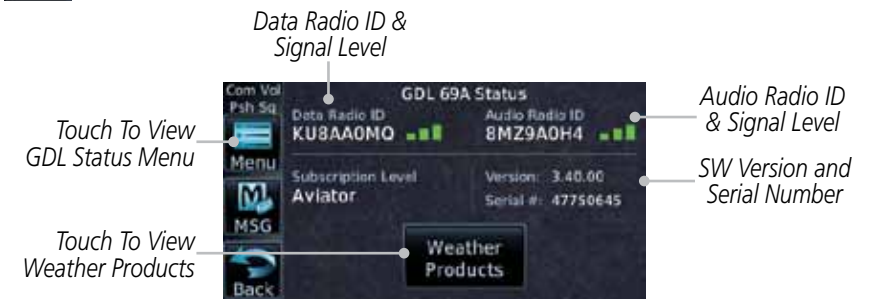 Data Radio ID &
Signal Level
Com Vol
Psh Sq
GDL 69A Status
Data Radio ID
KU8AA0MQ
Audio Radio ID
8MZ9A0H4
Audio Radio ID
& Signal Level
Touch To View
GDL Status Menu
Menu
Subscription Level
Aviator
Version: 3.40.00
Serial #: 47750645
SW Version and
Serial Number
MSG
Touch To View
Weather Products
Weather
Products
Back